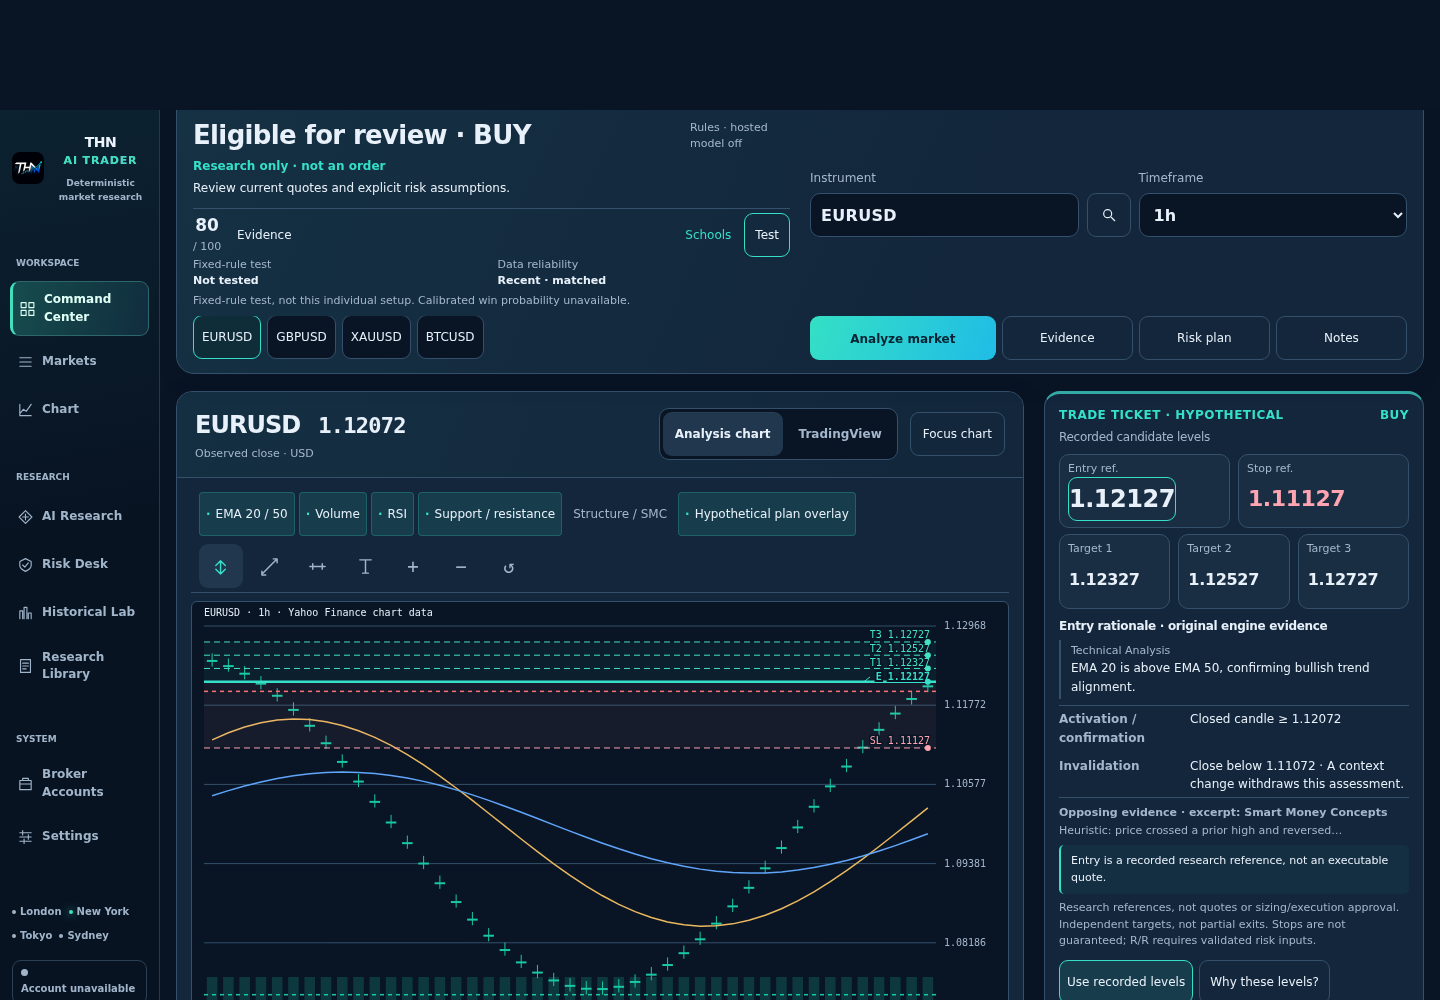 THN
AI TRADER
Deterministic
market research
WORKSPACE
Command
Center
Markets
Chart
RESEARCH
AI Research
Risk Desk
Historical Lab
Research
Library
SYSTEM
Broker
Accounts
Settings
London New York
Tokyo Sydney
Account unavailable
Eligible for review · BUY
Rules · hosted
model off
Research only · not an order
Review current quotes and explicit risk assumptions.
80
/ 100
Evidence
Schools
Test
Fixed-rule test
Not tested
Data reliability
Recent · matched
Fixed-rule test, not this individual setup. Calibrated win probability unavailable.
EURUSD GBPUSD XAUUSD BTCUSD
Instrument
EURUSD
Timeframe
1h
Analyze market Evidence Risk plan Notes
EURUSD 1.12072
Observed close · USD
Analysis chart TradingView Focus chart
EMA 20 / 50 Volume RSI Support / resistance Structure / SMC Hypothetical plan overlay
+ − ↺
EURUSD · 1h · Yahoo Finance chart data
1.12968
T3 1.12727
T2 1.12527
T1 1.12327
E 1.12127
1.11772
SL 1.11127
1.10577
1.09381
1.08186
TRADE TICKET · HYPOTHETICAL BUY
Recorded candidate levels
Entry ref.
1.12127
Stop ref.
1.11127
Target 1
1.12327
Target 2
1.12527
Target 3
1.12727
Entry rationale · original engine evidence
Technical Analysis
EMA 20 is above EMA 50, confirming bullish trend
alignment.
Activation /
confirmation
Closed candle ≥ 1.12072
Invalidation
Close below 1.11072 · A context
change withdraws this assessment.
Opposing evidence · excerpt: Smart Money Concepts
Heuristic: price crossed a prior high and reversed…
Entry is a recorded research reference, not an executable
quote.
Research references, not quotes or sizing/execution approval.
Independent targets, not partial exits. Stops are not
guaranteed; R/R requires validated risk inputs.
Use recorded levels Why these levels?